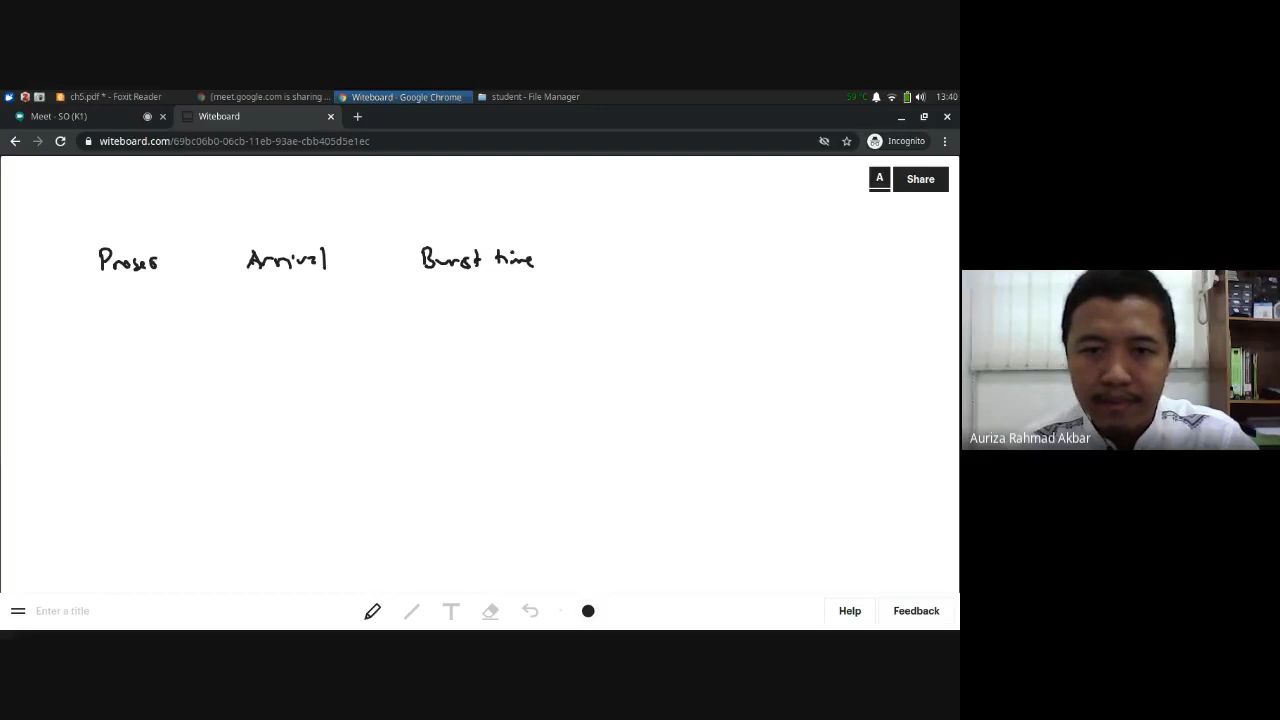 ch5.pdf * - Foxit Reader (meet.google.com is sharing ... Witeboard - Google Chrome student - File Manager 59°C 13:40
Meet - SO (K1) Witeboard
witeboard.com/69bc06b0-06cb-11eb-93ae-cbb405d5e1ec Incognito
A Share
Proses Arrival Burst time
Auriza Rahmad Akbar
Enter a title T Help Feedback